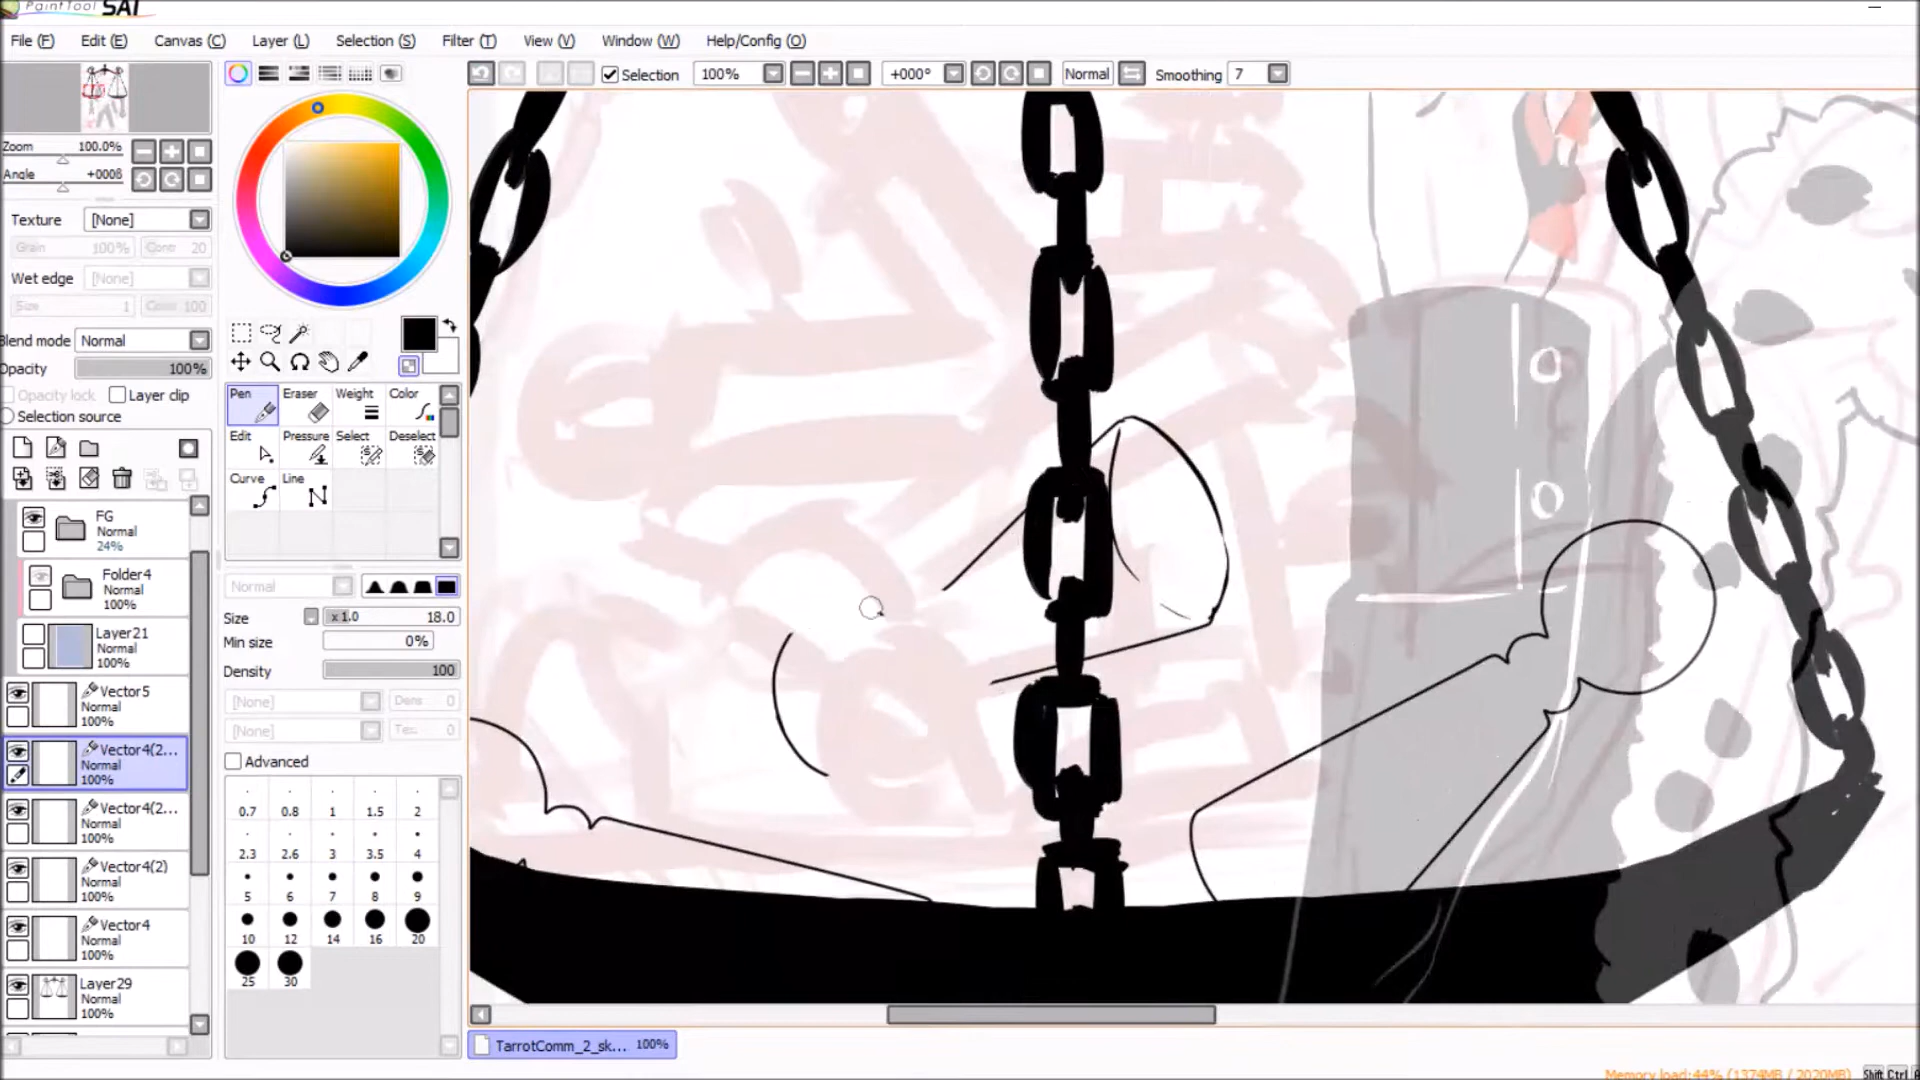 PaintTool SAI
File (F) Edit (E) Canvas (C) Layer (L) Selection (S) Filter (T) View (V) Window (W) Help/Config (O)
Selection 100% +000° Normal Smoothing 7
Zoom 100.0%
Angle +000ß
Texture [None]
Grain 100% Contr 20
Wet edge [None]
Size 1 Conc 100
Blend mode Normal
Opacity 100%
Opacity lock Layer clip
Selection source
Pen Eraser Weight Color
Edit Pressure Select Deselect
Curve Line
FG
Normal
24%
Folder4
Normal
100%
Layer21
Normal
100%
Vector5
Normal
100%
Vector4(2...
Normal
100%
Vector4(2...
Normal
100%
Vector4(2)
Normal
100%
Vector4
Normal
100%
Layer29
Normal
100%
Normal
Size x1.0 18.0
Min size 0%
Density 100
[None] Dens 0
[None] Tex. 0
Advanced
0.7 0.8 1 1.5 2
2.3 2.6 3 3.5 4
5 6 7 8 9
10 12 14 16 20
25 30
TarrotComm_2_sk... 100%
Memory load:44% (1374MB / 2020MB) Shift Ctrl